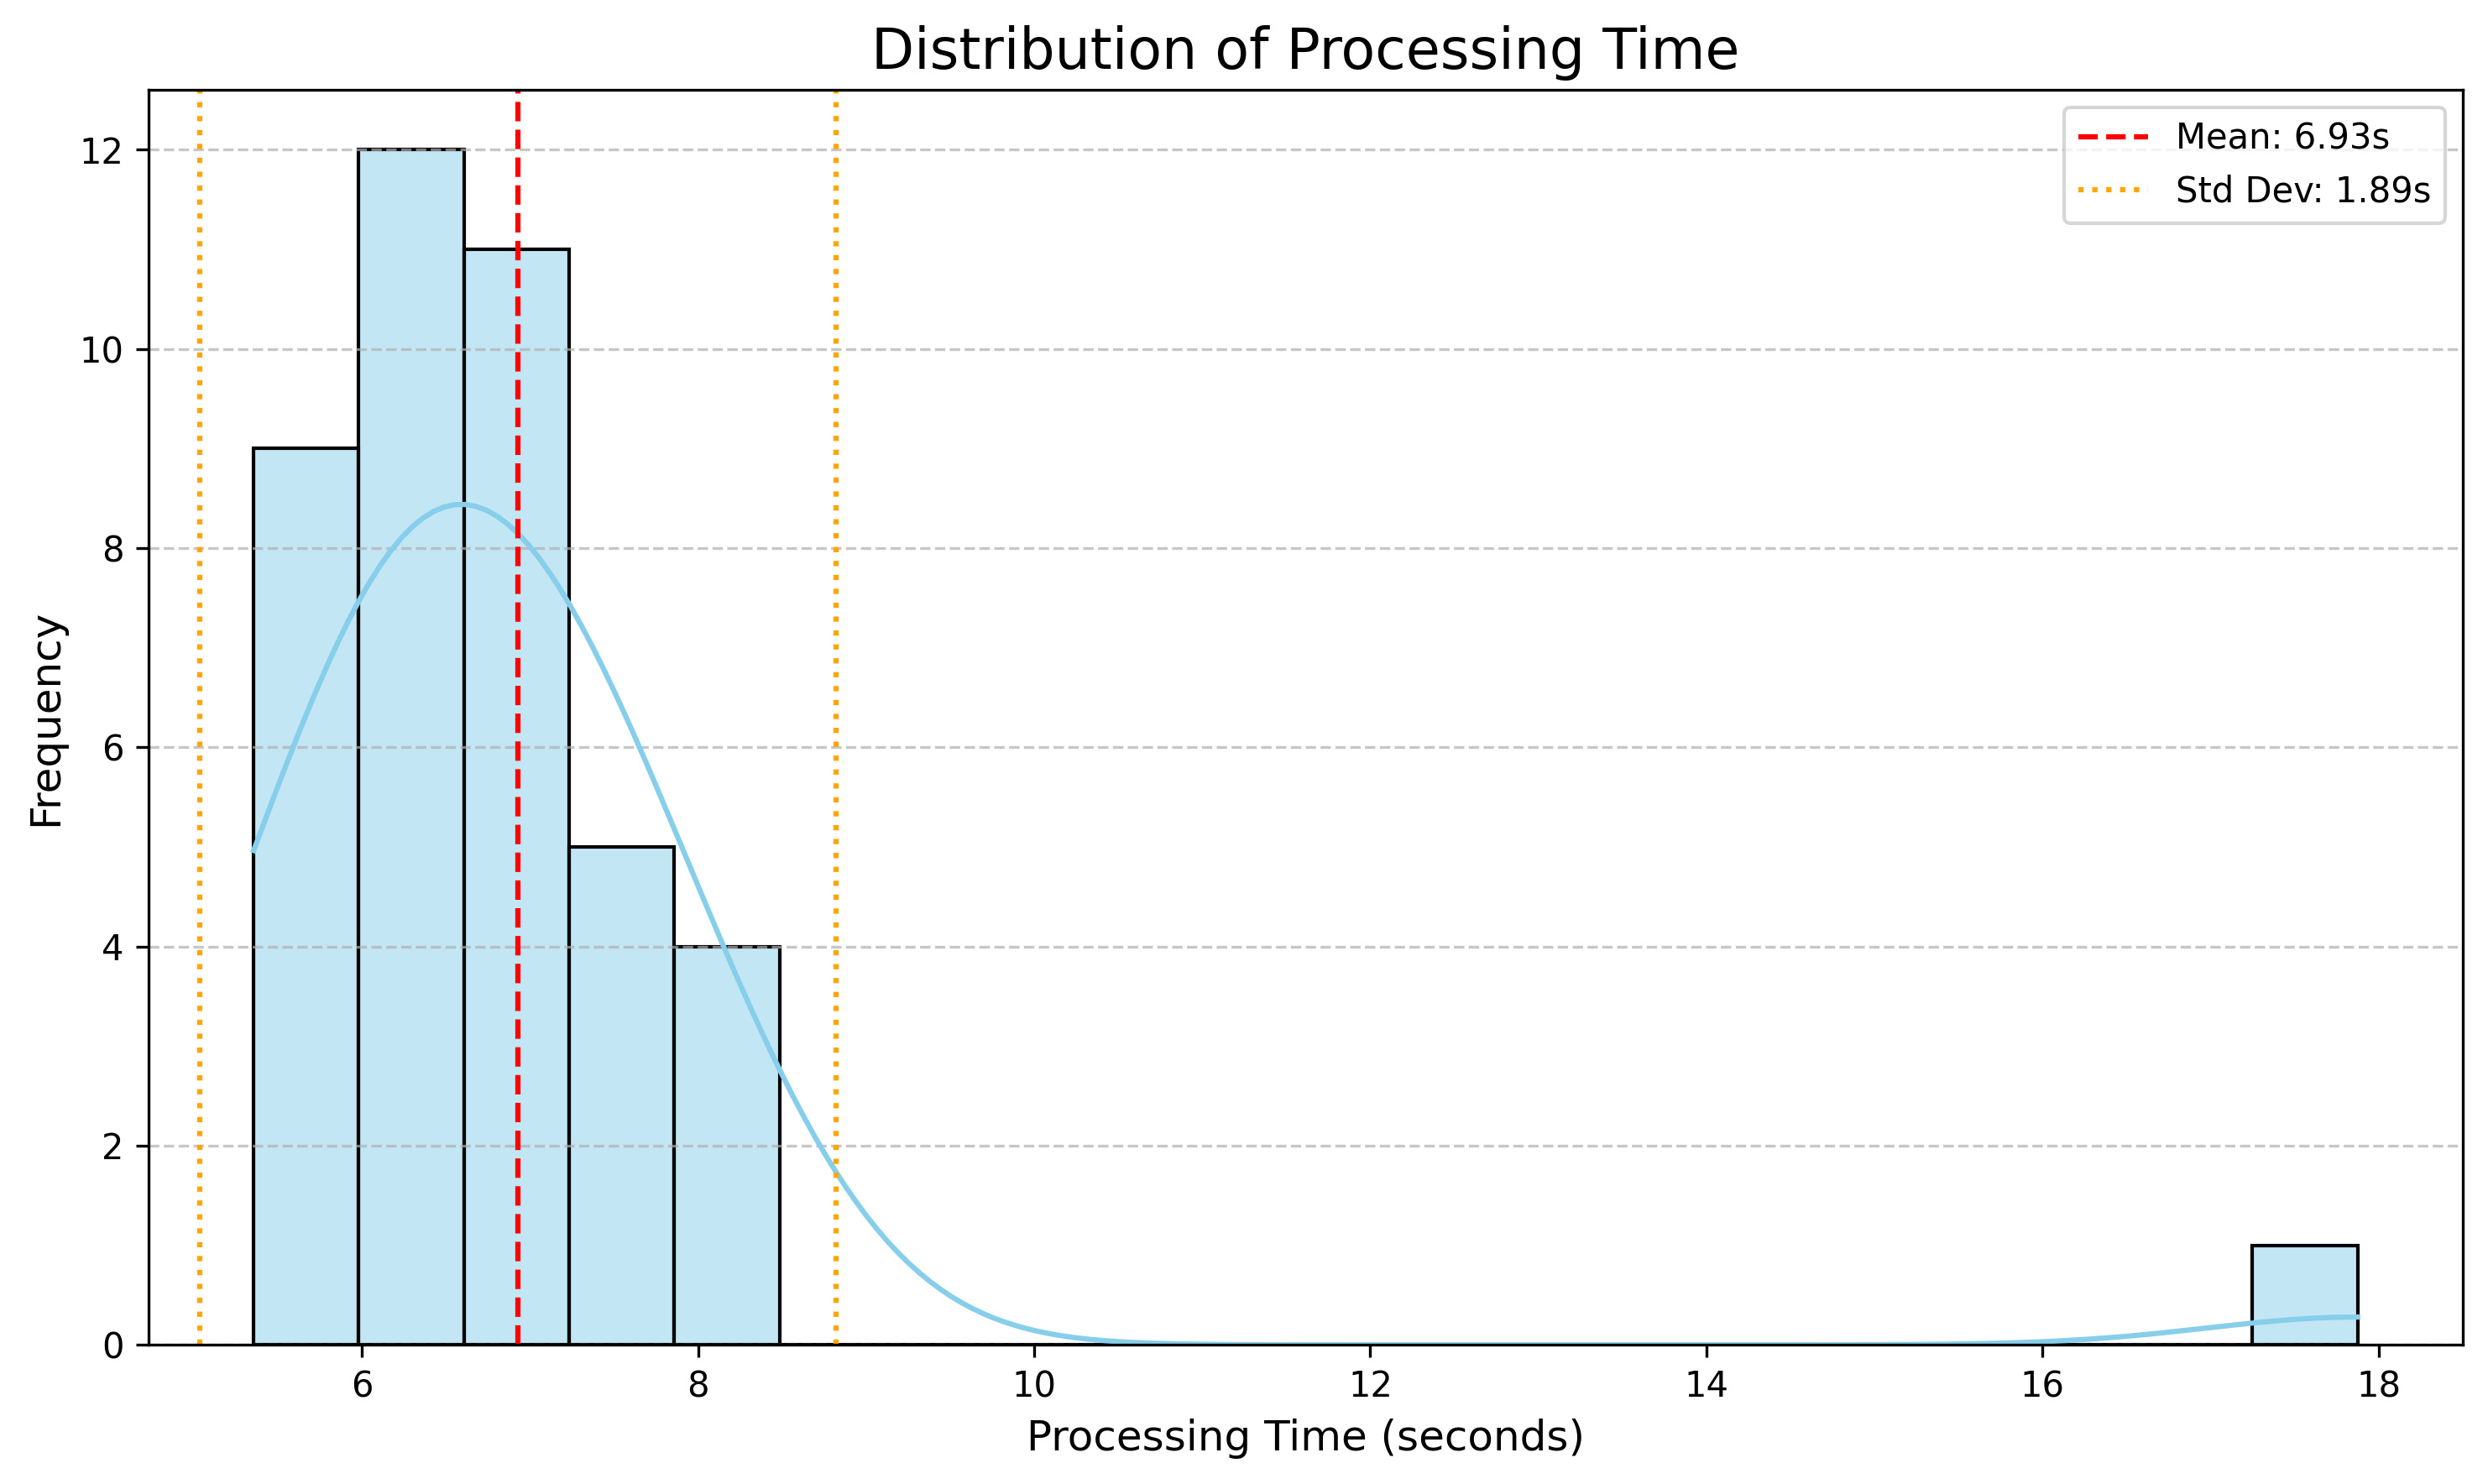 Distribution of Processing Time
Mean: 6.93s
Std Dev: 1.89s
12
10
8
6
4
2
0
Frequency
6 8 10 12 14 16 18
Processing Time (seconds)